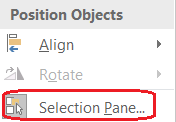 Position Objects
Align
Rotate
Selection Pane...